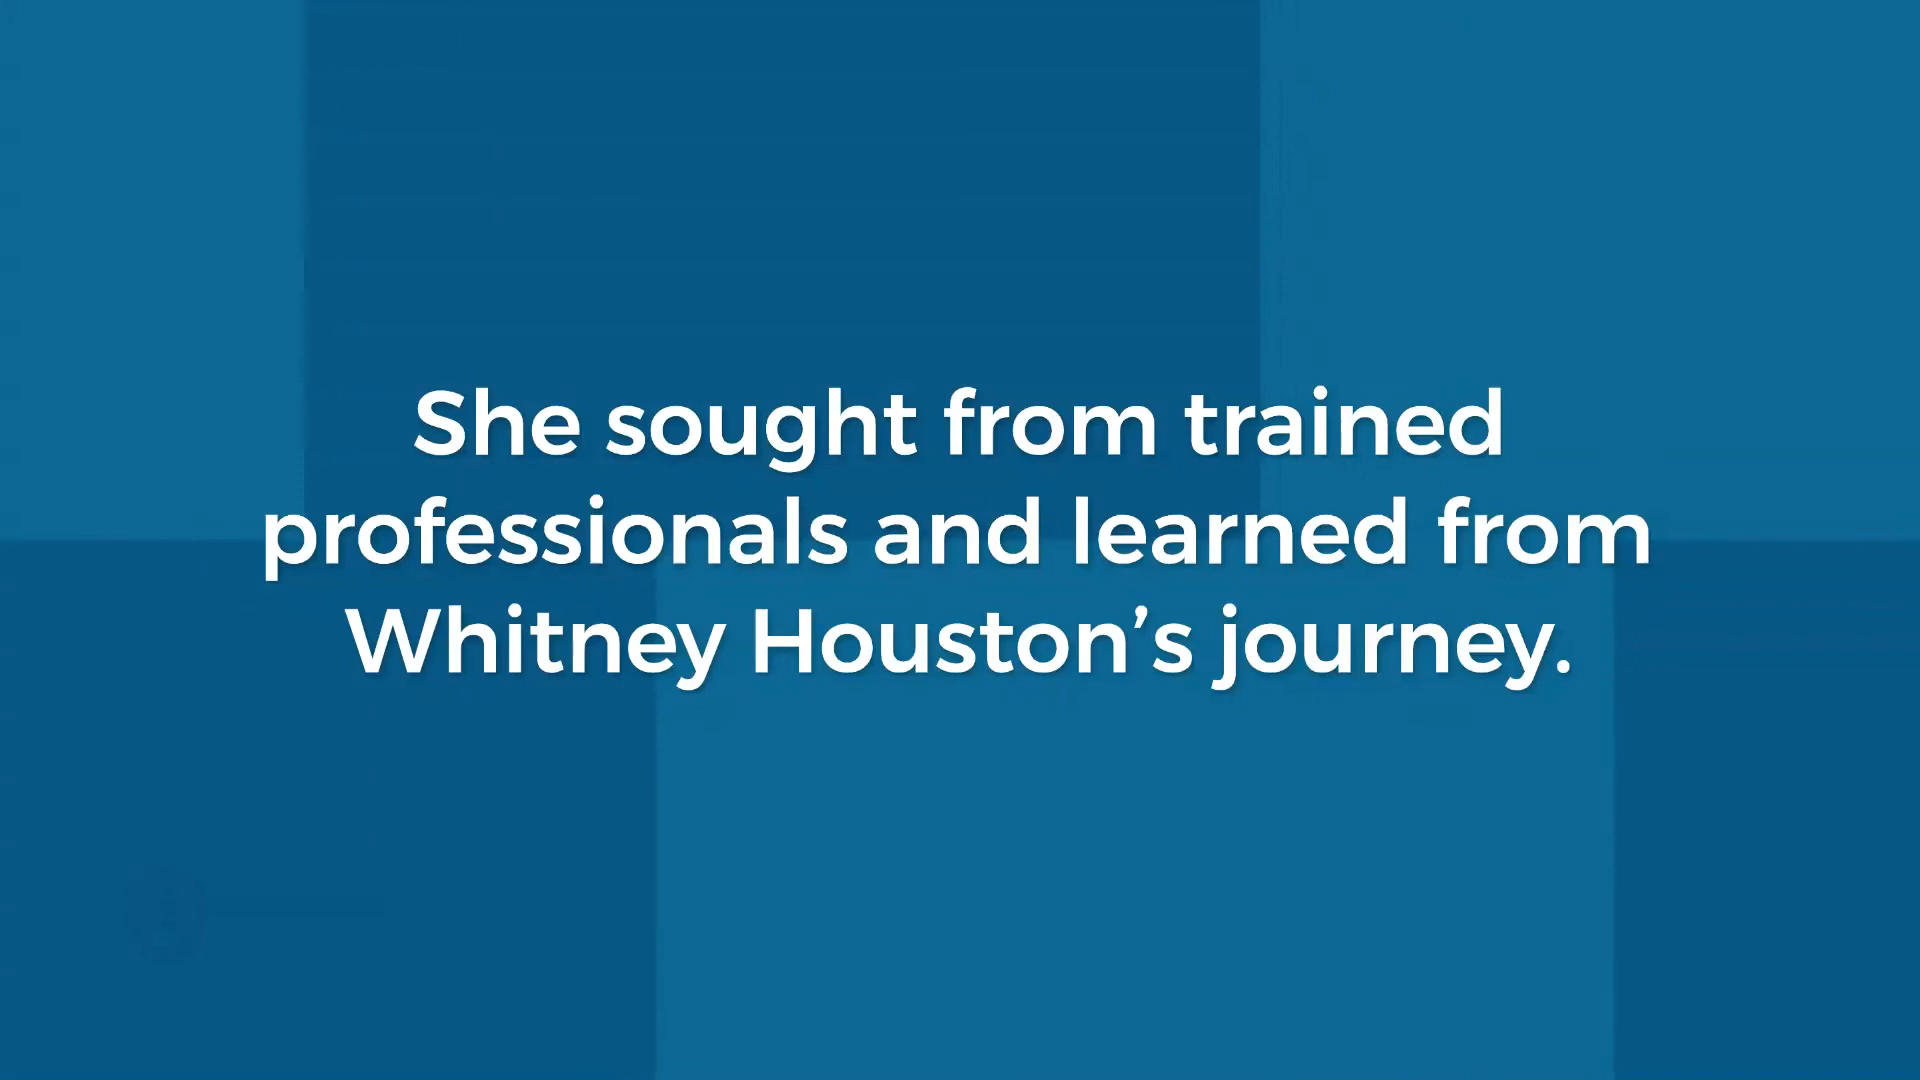 She sought from trained
professionals and learned from
Whitney Houston’s journey.